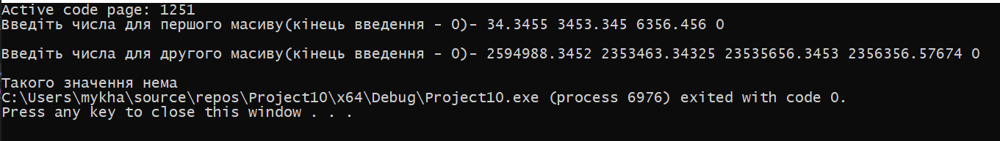 Active code page: 1251
Введіть числа для першого масиву(кінець введення - 0)- 34.3455 3453.345 6356.456 0
Введіть числа для другого масиву(кінець введення - 0)- 2594988.3452 2353463.34325 23535656.3453 2356356.57674 0
Такого значення нема
C:\Users\mykha\source\repos\Project10\x64\Debug\Project10.exe (process 6976) exited with code 0.
Press any key to close this window . . .